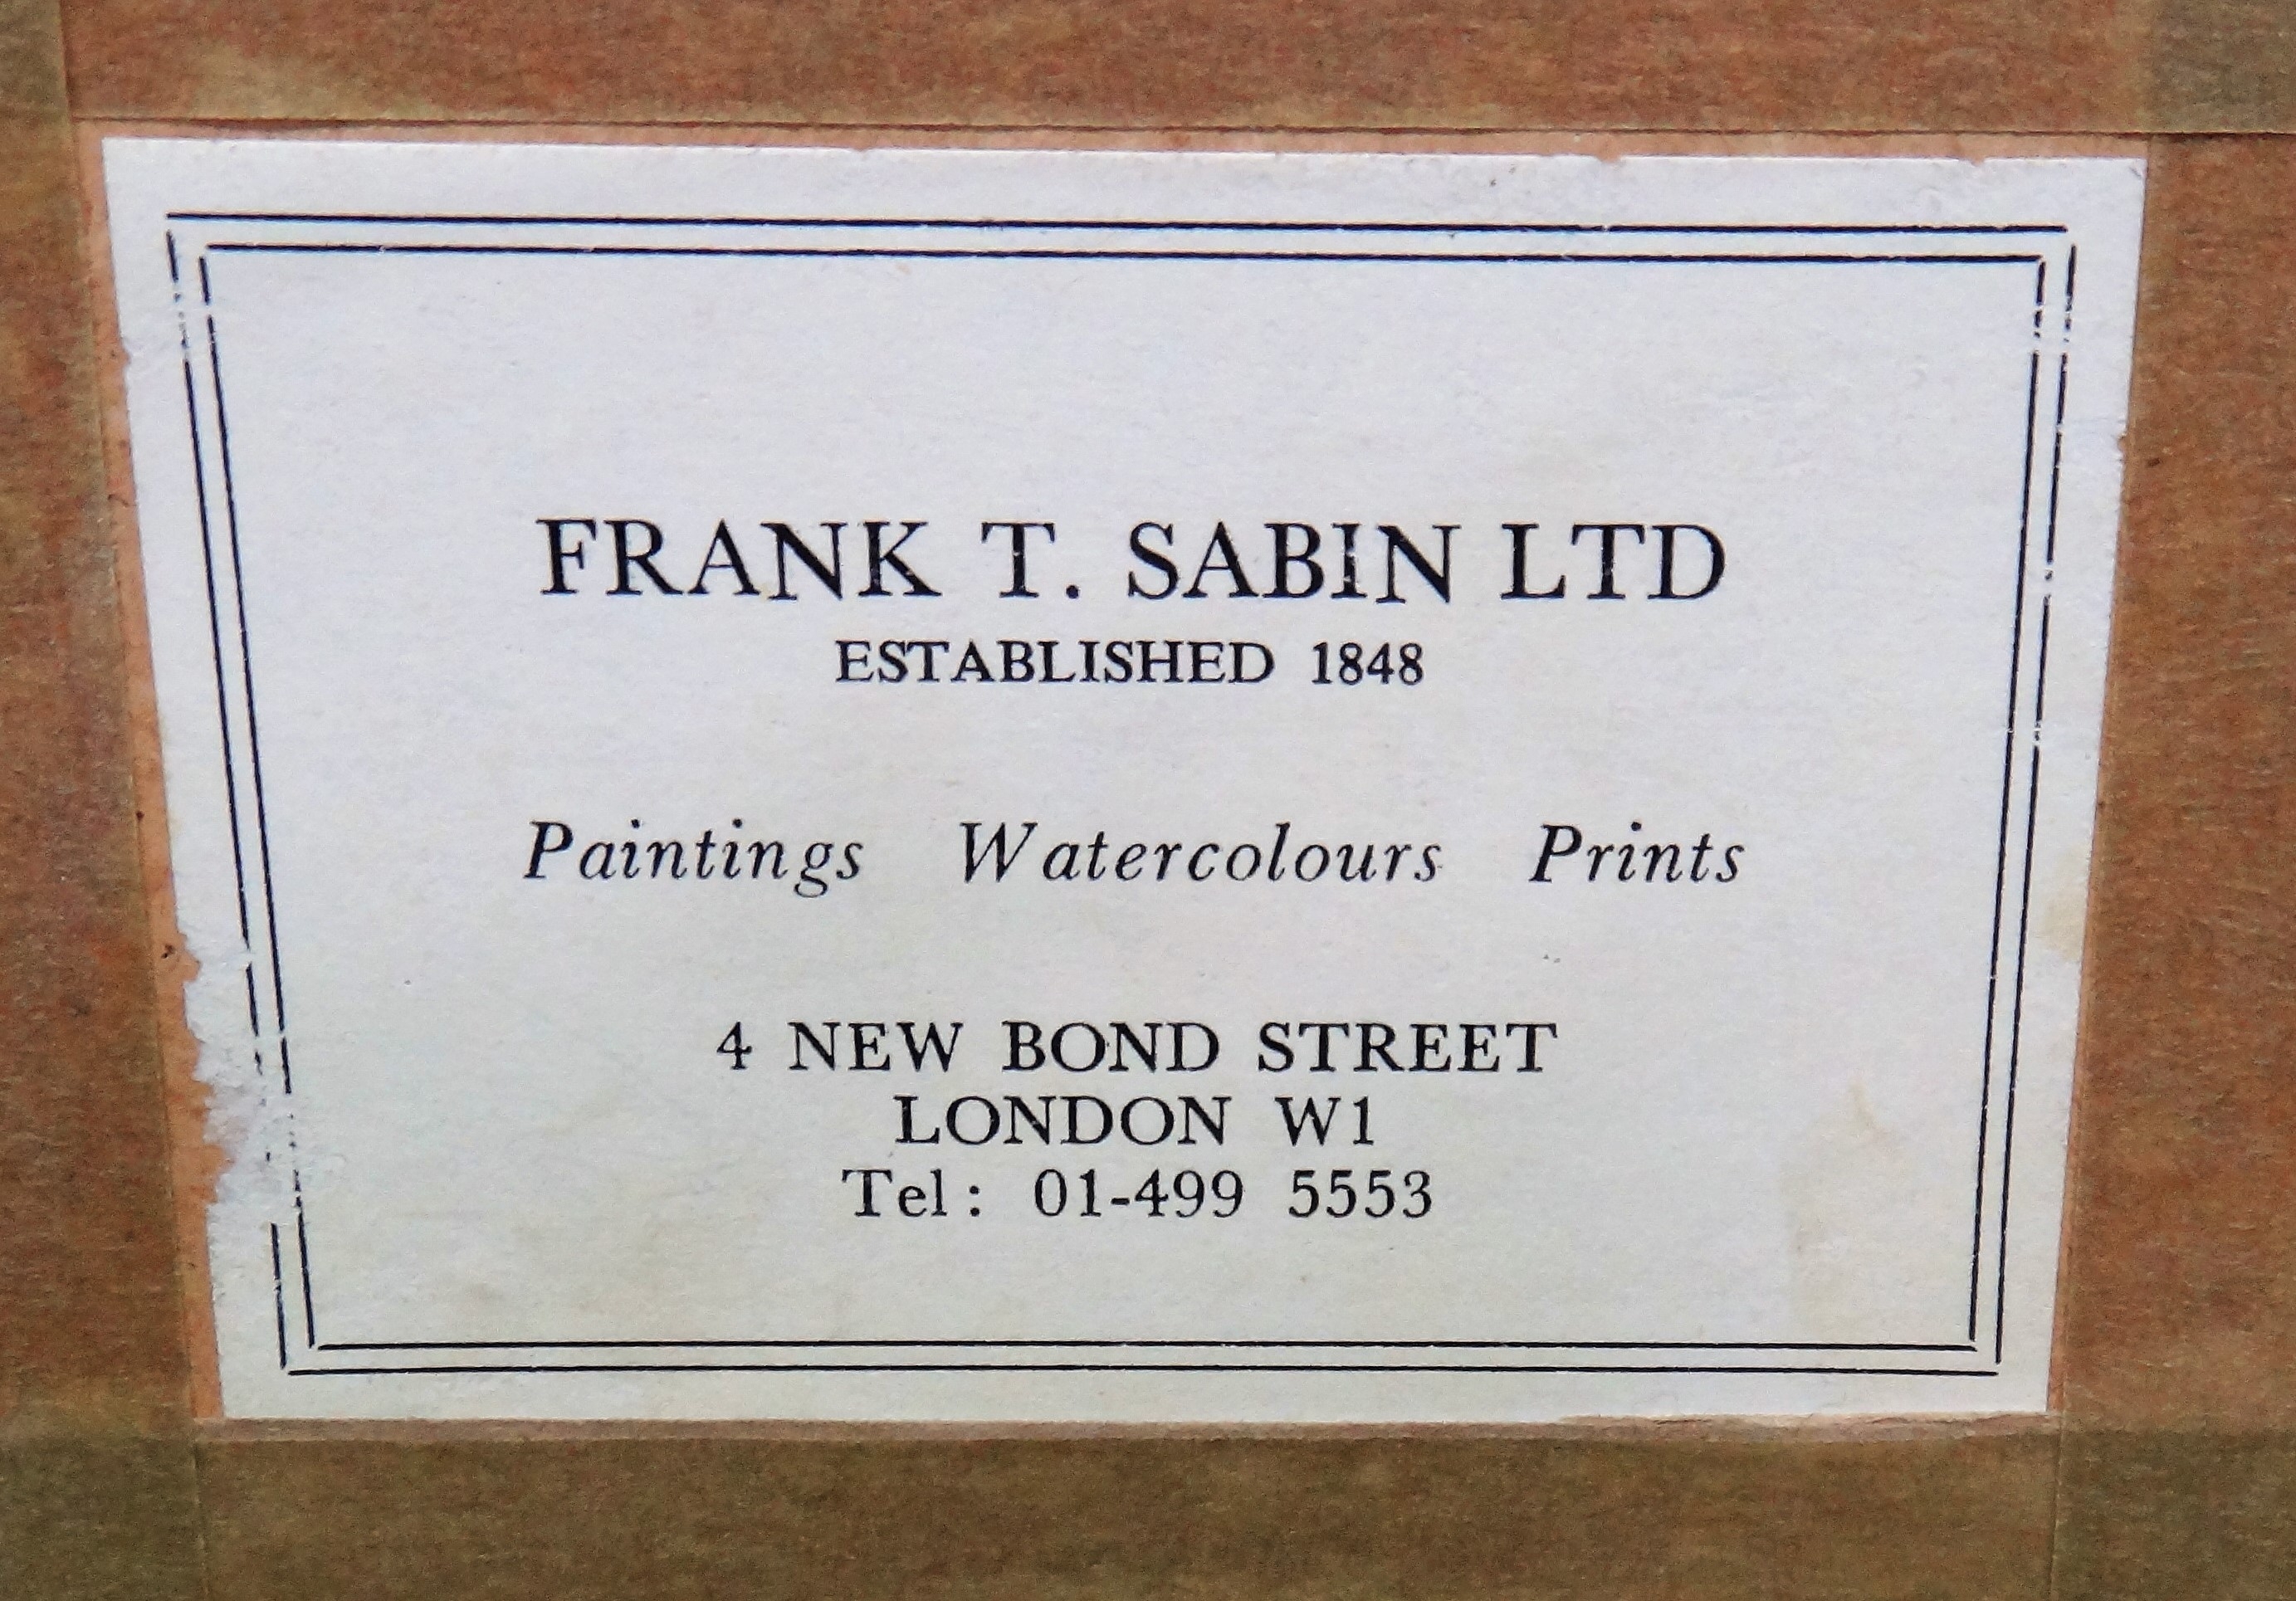 FRANK T. SABIN LTD
ESTABLISHED 1848
Paintings Watercolours Prints
4 NEW BOND STREET
LONDON W1
Tel: 01-499 5553